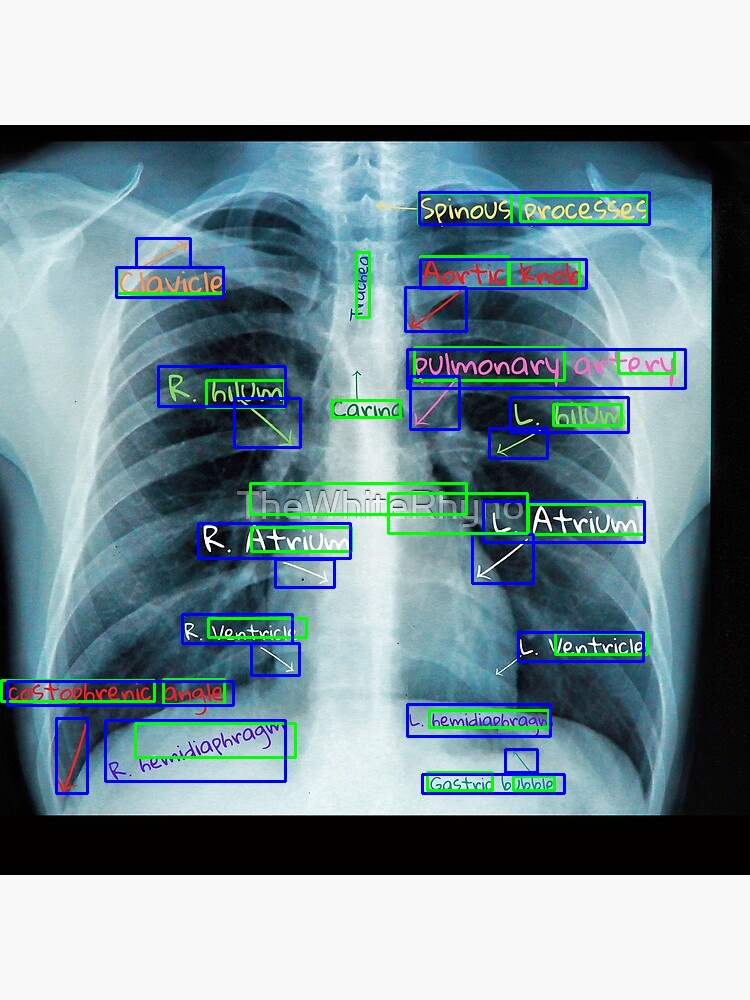 Spinous processes
Clavicle
Trachea
Aortic knob
pulmonary artery
R. hilum
Carina
L. hilum
TheWhiteRhyno
R. Atrium
L. Atrium
R. Ventricle
L. Ventricle
costophrenic angle
L. hemidiaphragm
R. hemidiaphragm
Gastric bubble